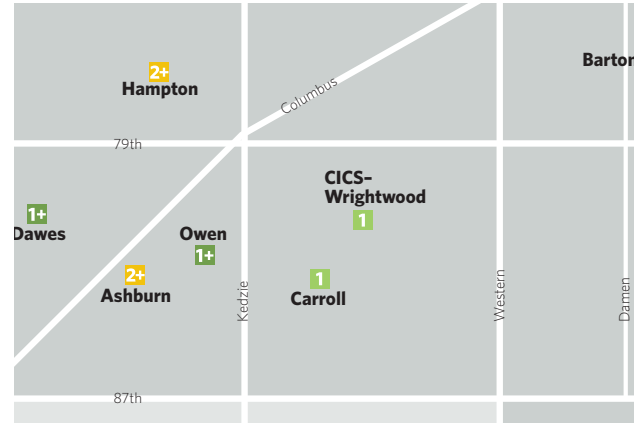 2+
Hampton
Columbus
Barton
79th
CICS–
Wrightwood
1
1+
Dawes
Owen
1+
2+
Ashburn
1
Carroll
Kedzie
Western
Damen
87th